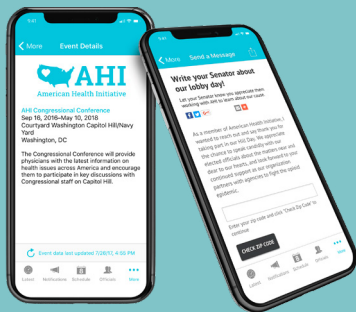 9:41
More Event Details
AHI
American Health Initiative
AHI Congressional Conference
Sep 16, 2016-May 10, 2018
Courtyard Washington Capitol Hill/Navy
Yard
Washington, DC
The Congressional Conference will provide
physicians with the latest information on
health issues across America and encourage
them to participate in key discussions with
Congressional staff on Capitol Hill.
Event data last updated 7/28/17, 4:55 PM
Latest Notifications Schedule Officials More
9:41
More Send a Message
Write your Senator about
our lobby day!
Let your Senator know you appreciate them
working with AHI to learn about our cause.
As a member of American Health Initiative, I
wanted to reach out and say thank you for
taking part in our Hill Day. We appreciate
the chance to speak candidly with our
elected officials about the matters near and
dear to our hearts, and look forward to your
continued support as our organization
partners with agencies to fight the opioid
epidemic.
Enter your zip code and click 'Check Zip Code' to
continue
CHECK ZIP CODE
Latest Notifications Schedule Officials More